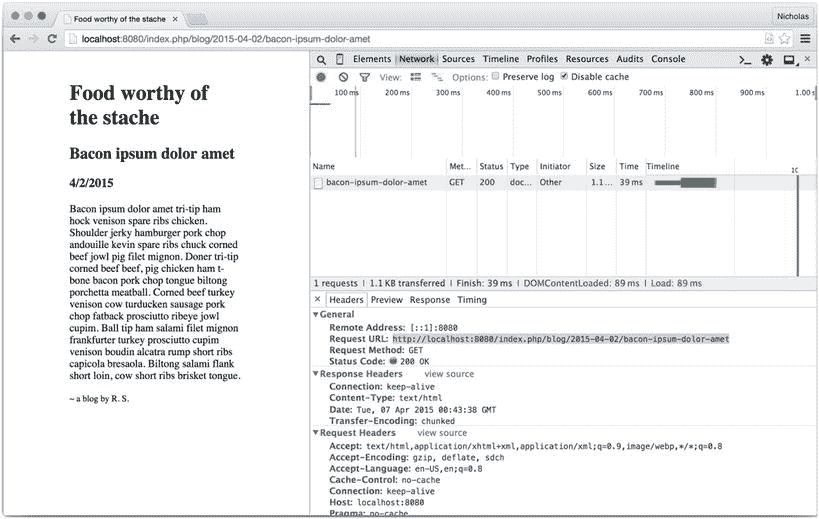 Food worthy of the stache ×
Nicholas
localhost:8080/index.php/blog/2015-04-02/bacon-ipsum-dolor-amet
Food worthy of
the stache
Bacon ipsum dolor amet
4/2/2015
Bacon ipsum dolor amet tri-tip ham
hock venison spare ribs chicken.
Shoulder jerky hamburger pork chop
andouille kevin spare ribs chuck corned
beef jowl pig filet mignon. Doner tri-tip
corned beef beef, pig chicken ham t-
bone bacon pork chop tongue biltong
porchetta meatball. Corned beef turkey
venison cow turducken sausage pork
chop fatback prosciutto ribeye jowl
cupim. Ball tip ham salami filet mignon
frankfurter turkey prosciutto cupim
venison boudin alcatra rump short ribs
capicola bresaola. Biltong salami flank
short loin, cow short ribs brisket tongue.
~ a blog by R. S.
Elements Network Sources Timeline Profiles Resources Audits Console
View: Options: Preserve log Disable cache
100 ms 200 ms 300 ms 400 ms 500 ms 600 ms 700 ms 800 ms 900 ms 1.00 s
Name Met... Status Type Initiator Size Time Timeline
bacon-ipsum-dolor-amet GET 200 doc... Other 1.1... 39 ms
1 requests | 1.1 KB transferred | Finish: 39 ms | DOMContentLoaded: 89 ms | Load: 89 ms
× Headers Preview Response Timing
▼General
Remote Address: [::1]:8080
Request URL: http://localhost:8080/index.php/blog/2015-04-02/bacon-ipsum-dolor-amet
Request Method: GET
Status Code: 200 OK
▼Response Headers view source
Connection: keep-alive
Content-Type: text/html
Date: Tue, 07 Apr 2015 00:43:38 GMT
Transfer-Encoding: chunked
▼Request Headers view source
Accept: text/html,application/xhtml+xml,application/xml;q=0.9,image/webp,*/*;q=0.8
Accept-Encoding: gzip, deflate, sdch
Accept-Language: en-US,en;q=0.8
Cache-Control: no-cache
Connection: keep-alive
Host: localhost:8080
Pragma: no-cache